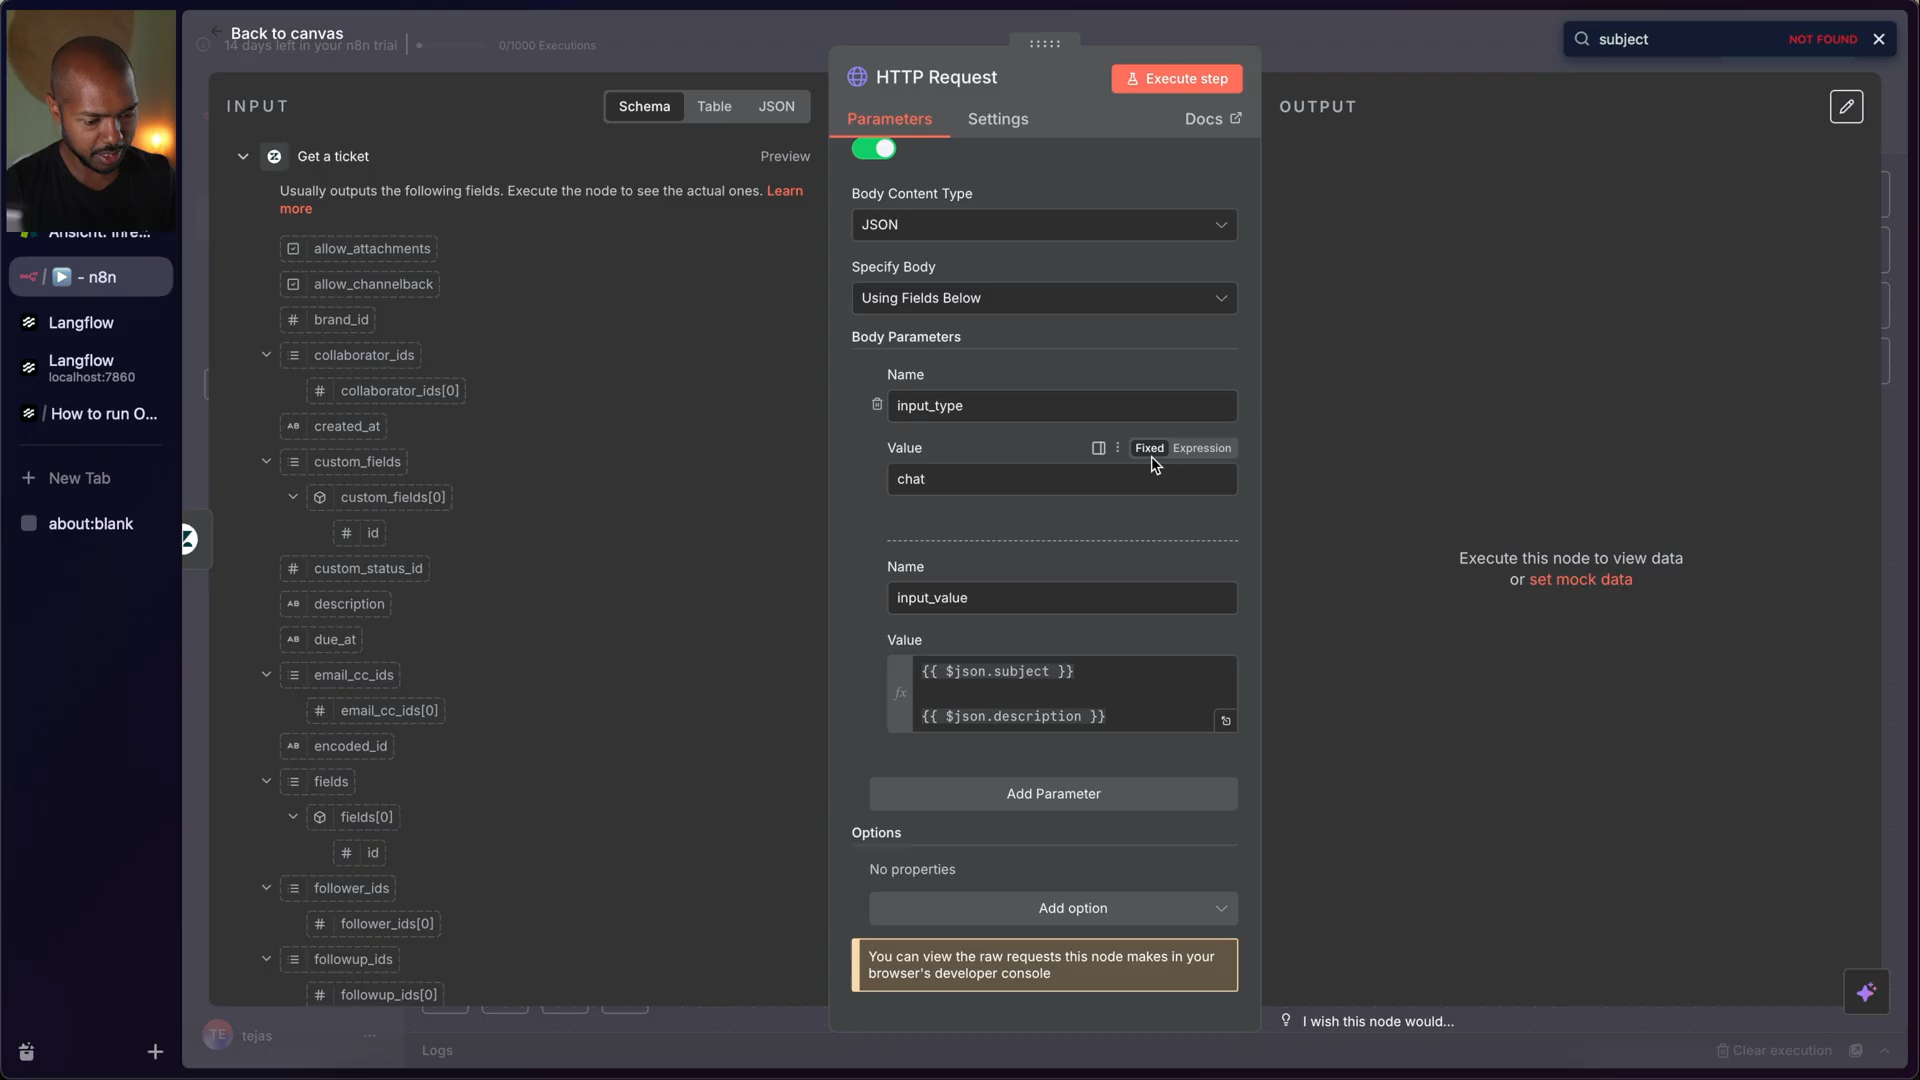 Back to canvas
14 days left in your n8n trial
0/1000 Executions
subject
NOT FOUND
INPUT
Schema
Table
JSON
Get a ticket
Preview
Usually outputs the following fields. Execute the node to see the actual ones. Learn
more
allow_attachments
allow_channelback
# brand_id
collaborator_ids
# collaborator_ids[0]
AB created_at
custom_fields
custom_fields[0]
# id
# custom_status_id
AB description
AB due_at
email_cc_ids
# email_cc_ids[0]
AB encoded_id
fields
fields[0]
# id
follower_ids
# follower_ids[0]
followup_ids
# followup_ids[0]
HTTP Request
Execute step
Parameters
Settings
Docs
Body Content Type
JSON
Specify Body
Using Fields Below
Body Parameters
Name
input_type
Value
Fixed
Expression
chat
Name
input_value
Value
fx
{{ $json.subject }}
{{ $json.description }}
Add Parameter
Options
No properties
Add option
You can view the raw requests this node makes in your
browser's developer console
OUTPUT
Execute this node to view data
or set mock data
I wish this node would...
- n8n
Langflow
Langflow
localhost:7860
/ How to run O...
+ New Tab
about:blank
TE
tejas
Logs
Clear execution